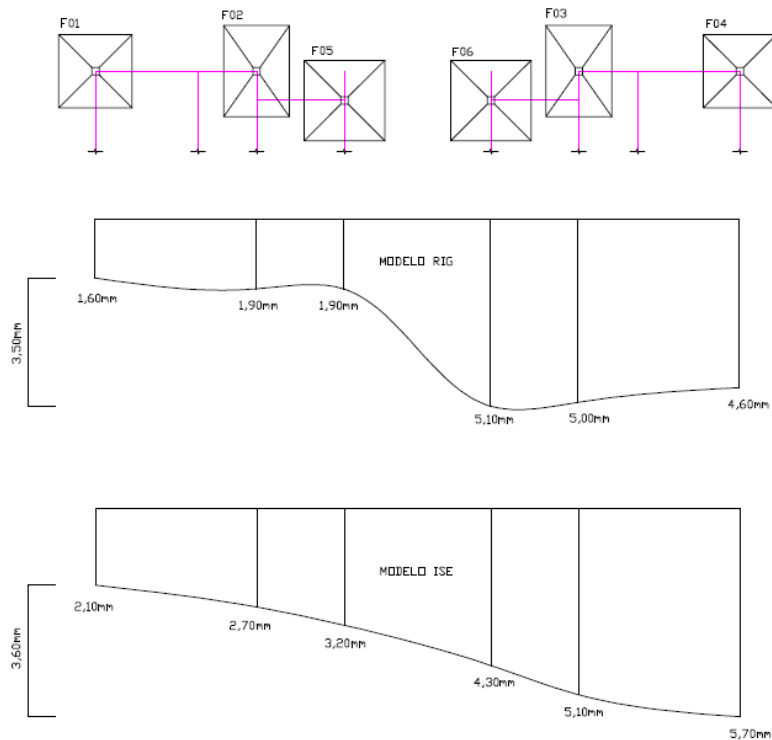 F01
F02
F03
F04
F05
F06
MODELO RIG
1,60mm
1,90mm
1,90mm
3,50mm
5,10mm
5,00mm
4,60mm
MODELO ISE
2,10mm
2,70mm
3,20mm
3,60mm
4,30mm
5,10mm
5,70mm